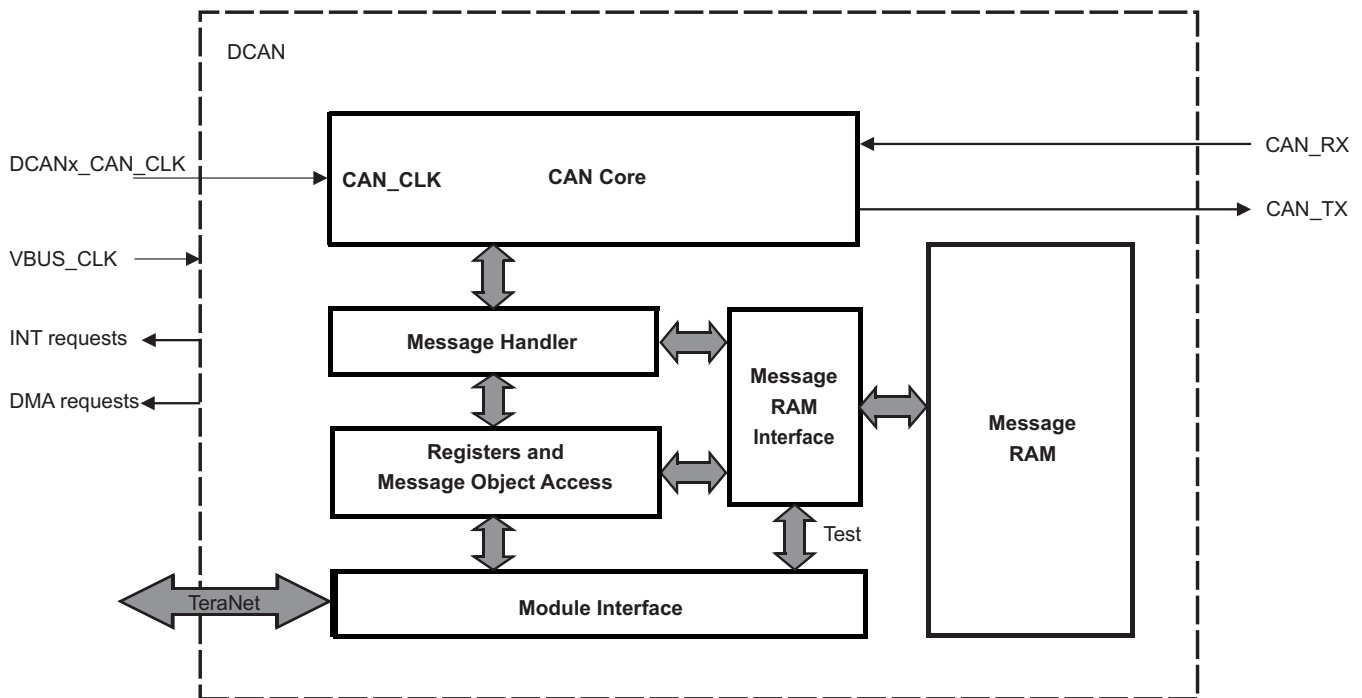 DCAN
DCANx_CAN_CLK
CAN_CLK
CAN Core
CAN_RX
CAN_TX
VBUS_CLK
INT requests
DMA requests
Message Handler
Message
RAM
Interface
Message
RAM
Registers and
Message Object Access
Test
TeraNet
Module Interface